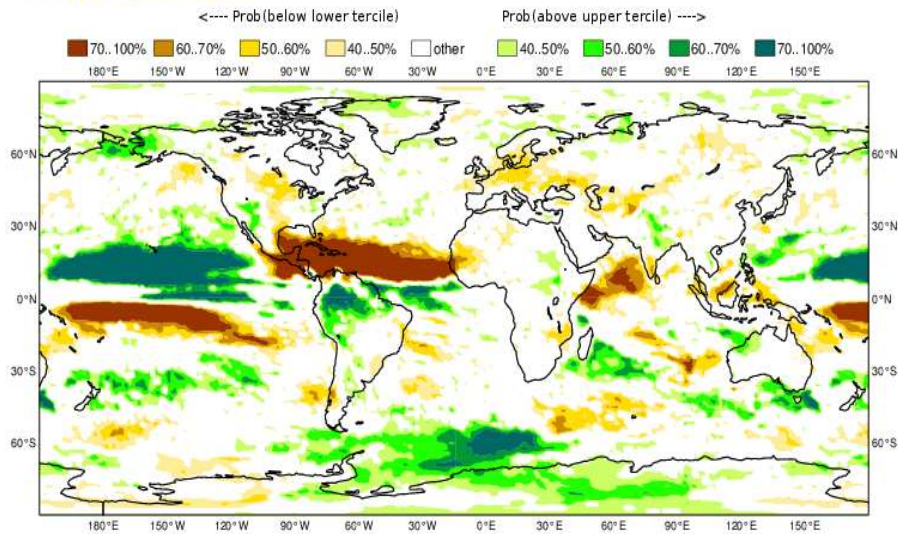 <---- Prob(below lower tercile) Prob(above upper tercile) ---->
70..100% 60..70% 50..60% 40..50% other 40..50% 50..60% 60..70% 70..100%
180°E 150°W 120°W 90°W 60°W 30°W 0°E 30°E 60°E 90°E 120°E 150°E
60°N 60°N
30°N 30°N
0°N 0°N
30°S 30°S
60°S 60°S
180°E 150°W 120°W 90°W 60°W 30°W 0°E 30°E 60°E 90°E 120°E 150°E